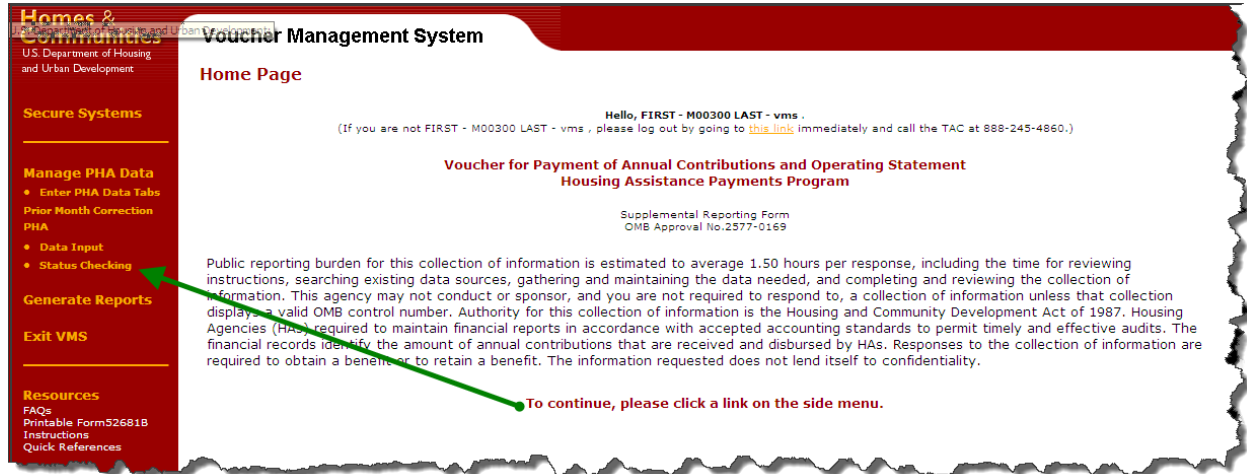 Homes &
Communities
U.S. Department of Housing and Urban Development
U.S. Department of Housing
and Urban Development
Secure Systems
Manage PHA Data
• Enter PHA Data Tabs
Prior Month Correction
PHA
• Data Input
• Status Checking
Generate Reports
Exit VMS
Resources
FAQs
Printable Form52681B
Instructions
Quick References
Voucher Management System
Home Page
Hello, FIRST - M00300 LAST - vms .
(If you are not FIRST - M00300 LAST - vms , please log out by going to this link immediately and call the TAC at 888-245-4860.)
Voucher for Payment of Annual Contributions and Operating Statement
Housing Assistance Payments Program
Supplemental Reporting Form
OMB Approval No.2577-0169
Public reporting burden for this collection of information is estimated to average 1.50 hours per response, including the time for reviewing
instructions, searching existing data sources, gathering and maintaining the data needed, and completing and reviewing the collection of
information. This agency may not conduct or sponsor, and you are not required to respond to, a collection of information unless that collection
displays a valid OMB control number. Authority for this collection of information is the Housing and Community Development Act of 1987. Housing
Agencies (HAs) required to maintain financial reports in accordance with accepted accounting standards to permit timely and effective audits. The
financial records identify the amount of annual contributions that are received and disbursed by HAs. Responses to the collection of information are
required to obtain a benefit or to retain a benefit. The information requested does not lend itself to confidentiality.
To continue, please click a link on the side menu.